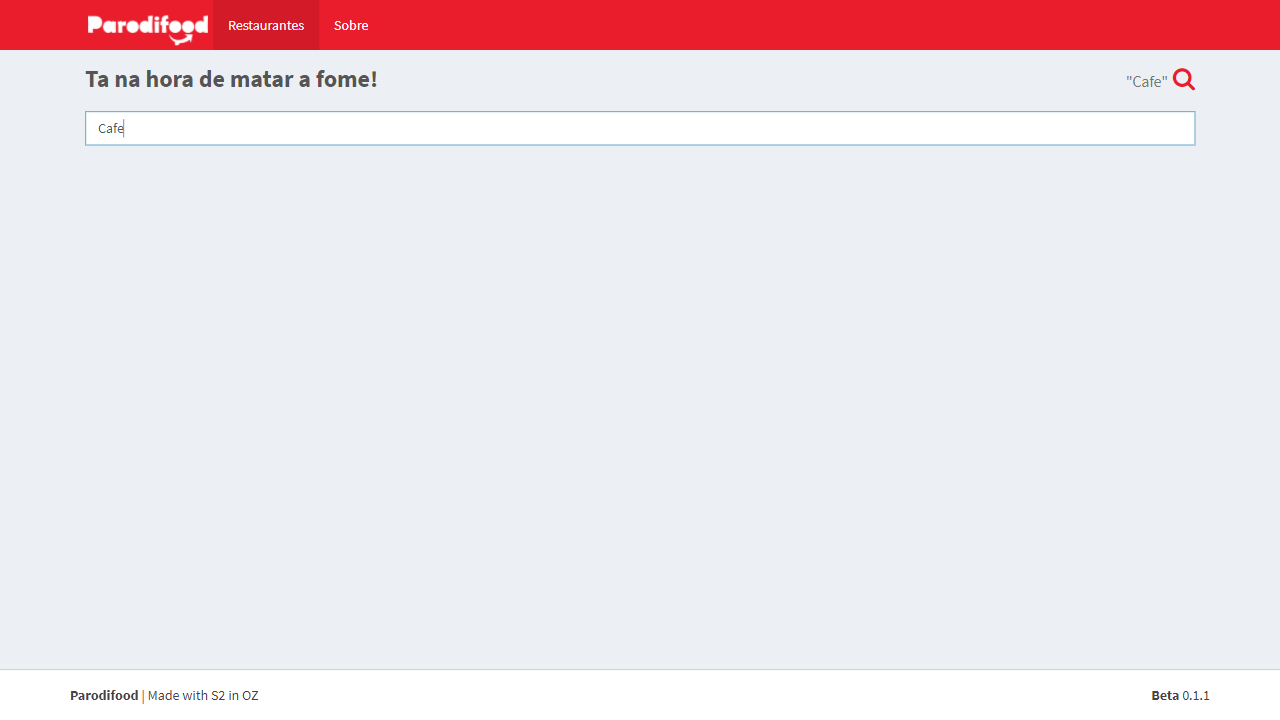 Parodifood Restaurantes Sobre
Ta na hora de matar a fome!
"Cafe"
Cafe
Parodifood | Made with S2 in OZ
Beta 0.1.1